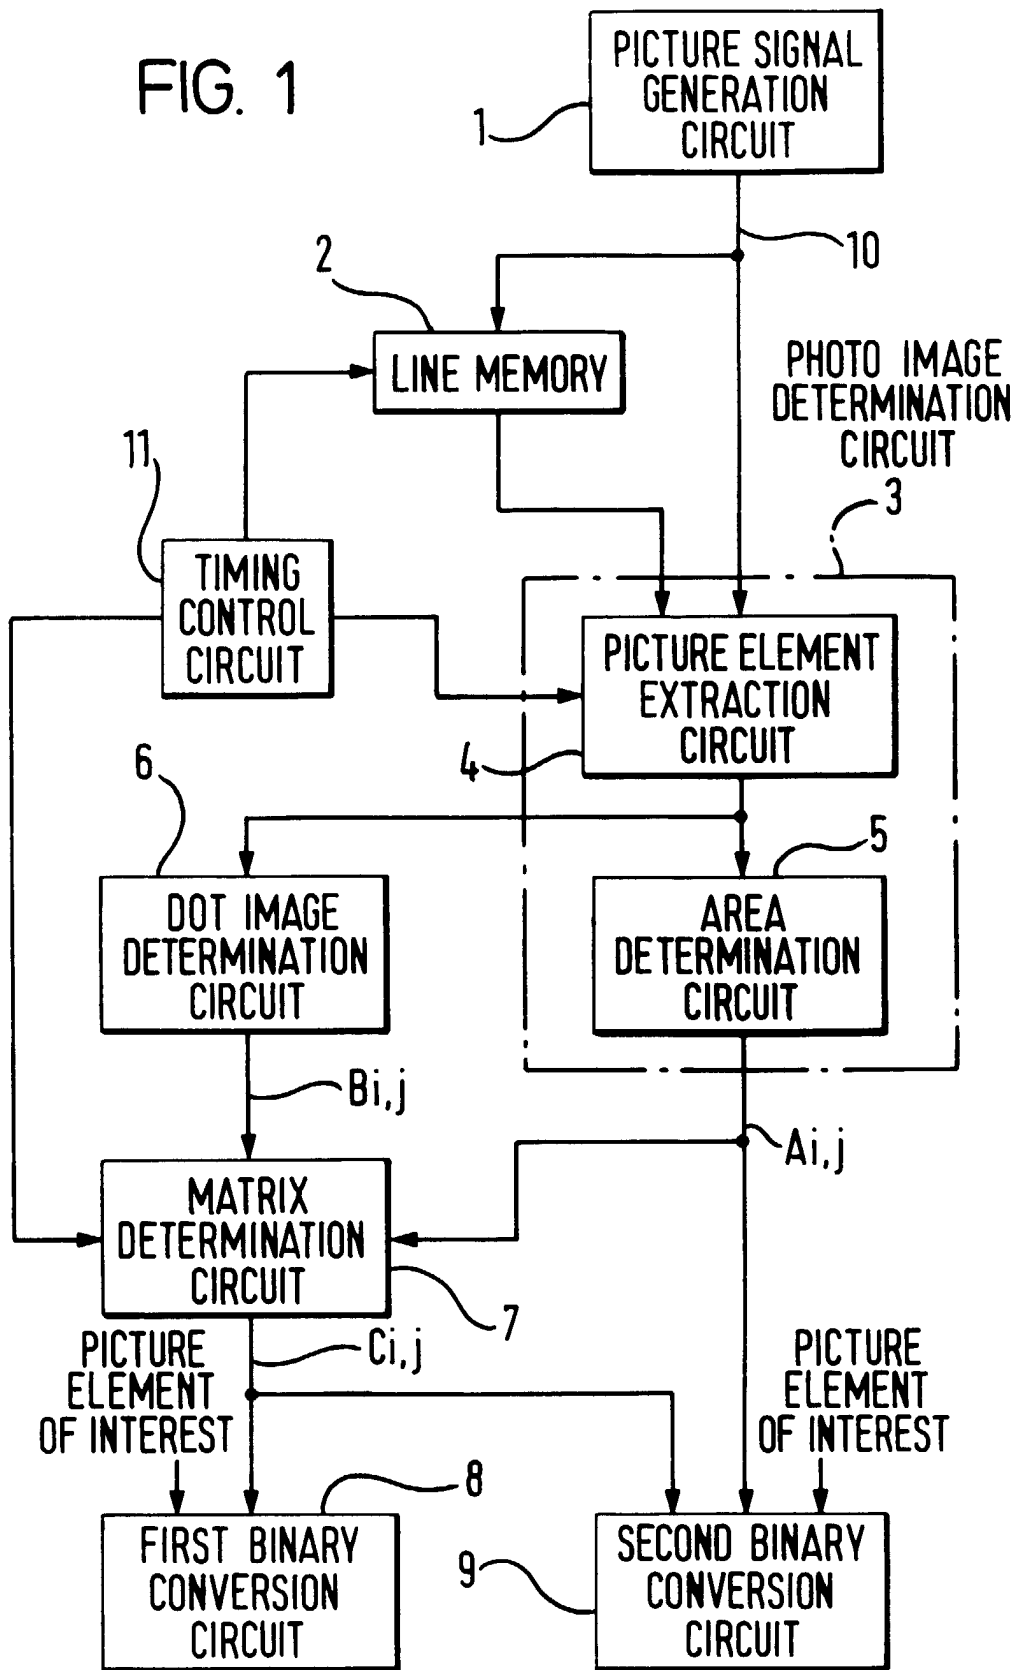 FIG. 1
PICTURE SIGNAL
GENERATION
CIRCUIT
1
10
2
LINE MEMORY
PHOTO IMAGE
DETERMINATION
CIRCUIT
3
11
TIMING
CONTROL
CIRCUIT
PICTURE ELEMENT
EXTRACTION
CIRCUIT
4
6
5
DOT IMAGE
DETERMINATION
CIRCUIT
AREA
DETERMINATION
CIRCUIT
Bi,j
Ai,j
MATRIX
DETERMINATION
CIRCUIT
7
Ci,j
PICTURE
ELEMENT
OF INTEREST
PICTURE
ELEMENT
OF INTEREST
8
FIRST BINARY
CONVERSION
CIRCUIT
9
SECOND BINARY
CONVERSION
CIRCUIT